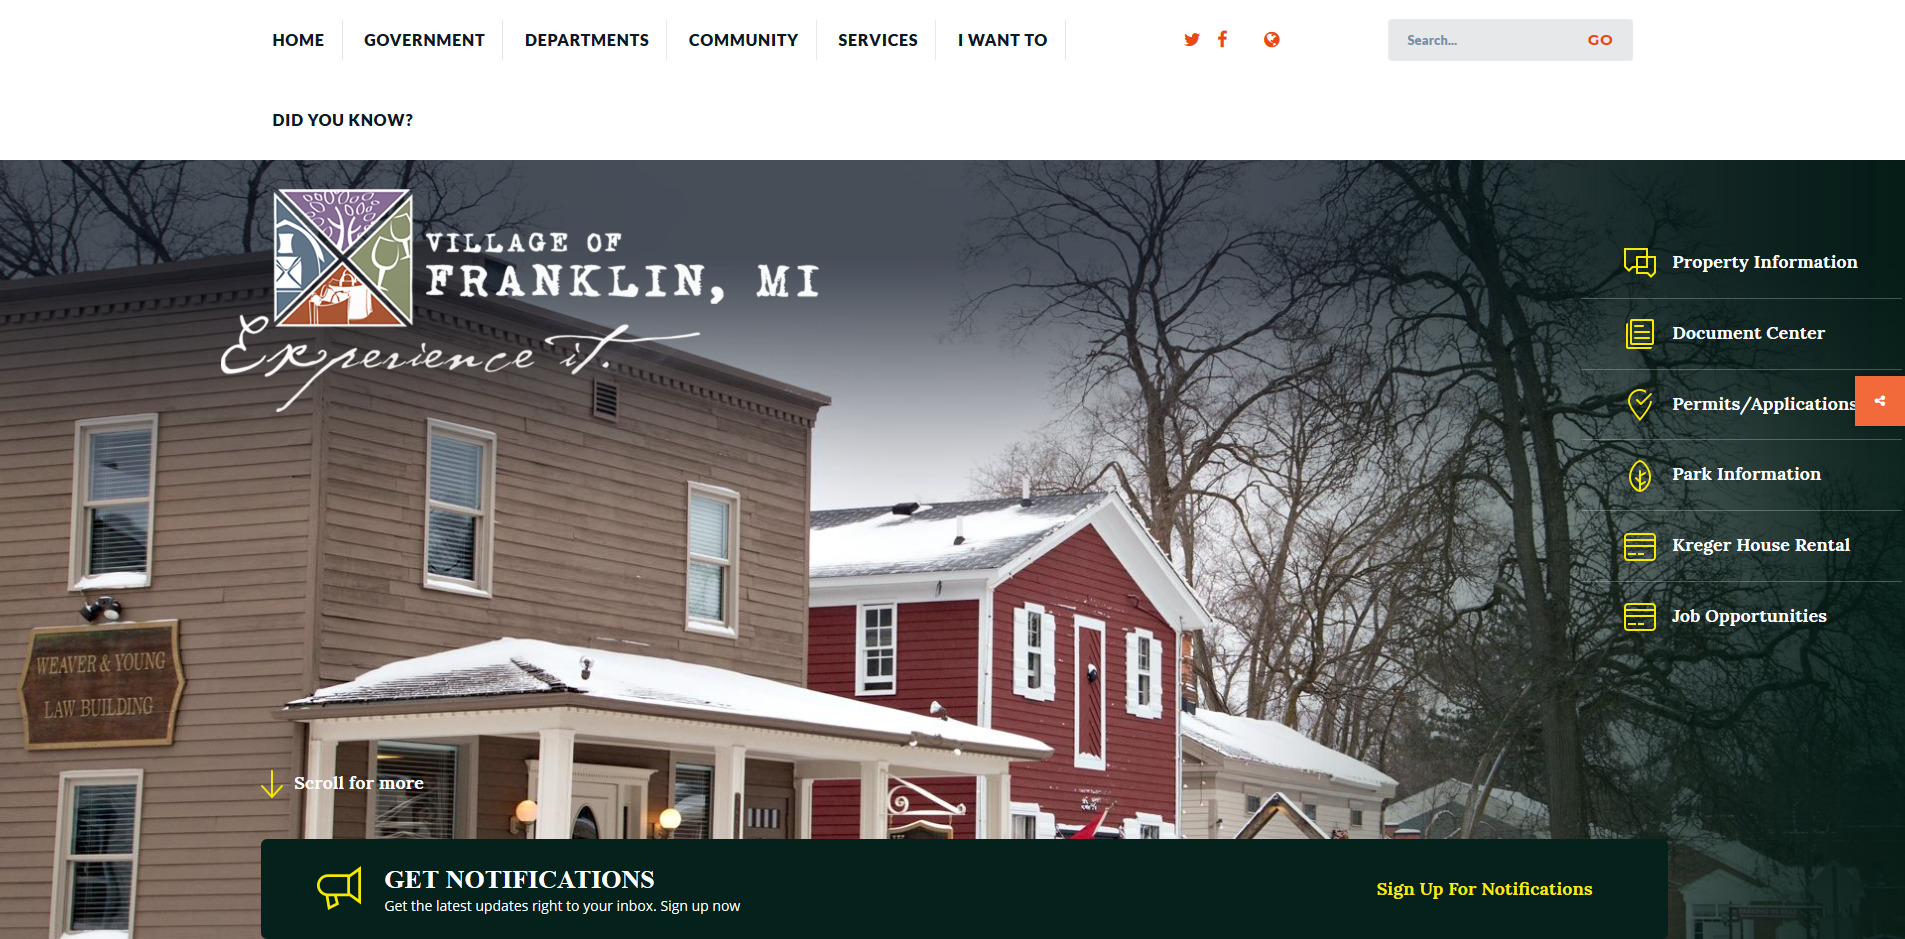 HOME
GOVERNMENT
DEPARTMENTS
COMMUNITY
SERVICES
I WANT TO
Search...
GO
DID YOU KNOW?
VILLAGE OF
FRANKLIN, MI
Experience it.
Property Information
Document Center
Permits/Applications
Park Information
Kreger House Rental
Job Opportunities
WEAVER & YOUNG
LAW BUILDING
Scroll for more
GET NOTIFICATIONS
Get the latest updates right to your inbox. Sign up now
Sign Up For Notifications